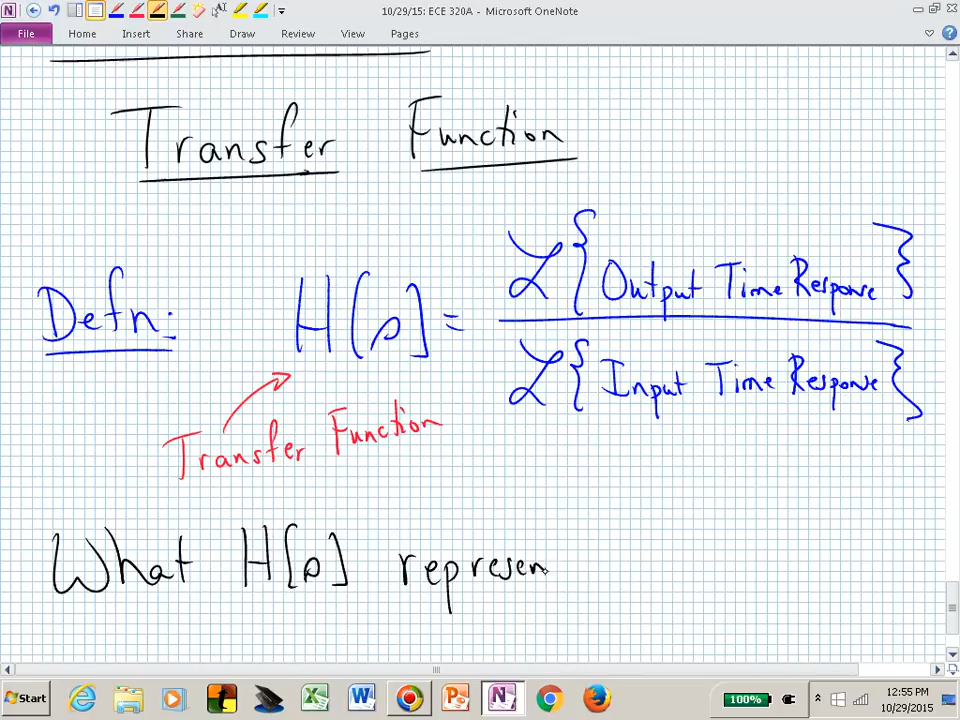 10/29/15: ECE 320A - Microsoft OneNote
File Home Insert Share Draw Review View Pages
Transfer Function
Defn: H[s] = ℒ{Output Time Response}
ℒ{Input Time Response}
Transfer Function
What H[s] represen
Start
100%
12:55 PM
10/29/2015